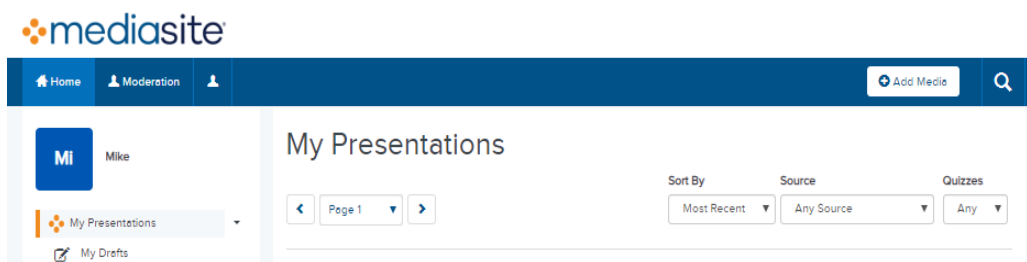 mediasite
Home Moderation Add Media
Mi Mike
My Presentations
My Drafts
My Presentations
Sort By Source Quizzes
Page 1 Most Recent Any Source Any